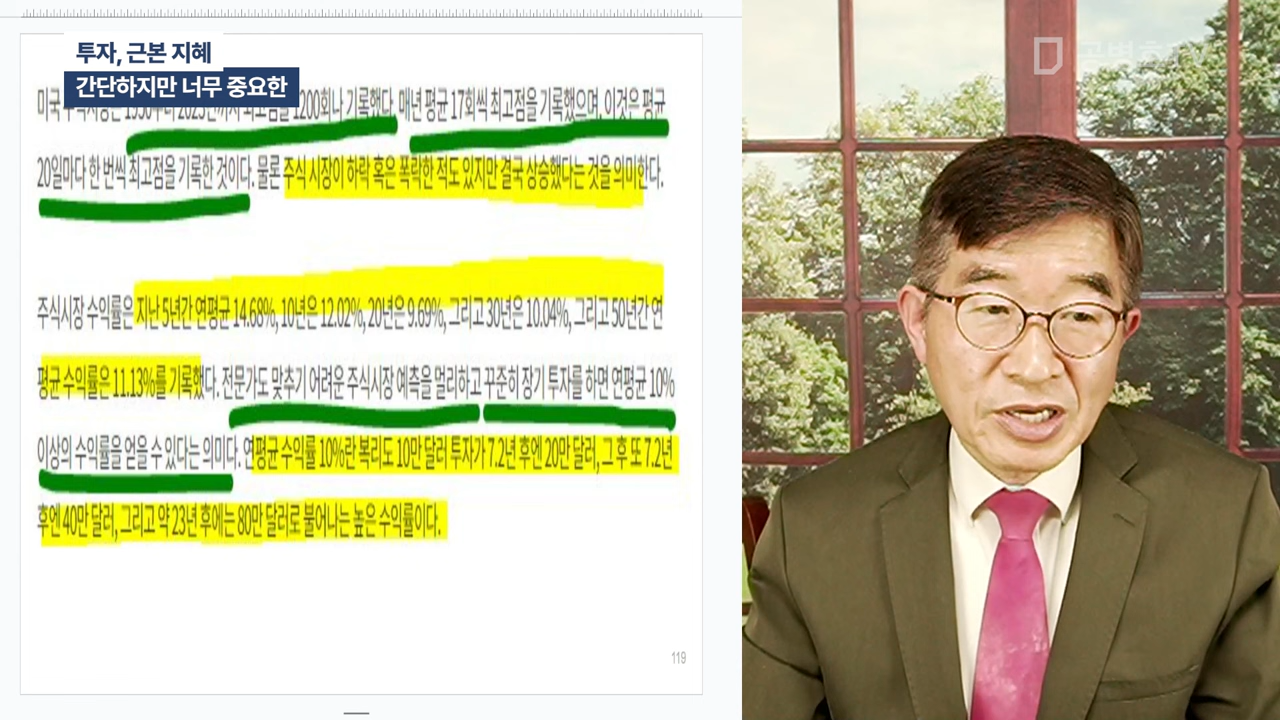 투자, 근본 지혜
간단하지만 너무 중요한
1200회나 기록했다. 매년 평균 17회씩 최고점을 기록했으며, 이것은 평균
20일마다 한 번씩 최고점을 기록한 것이다. 물론 주식 시장이 하락 혹은 폭락한 적도 있지만 결국 상승했다는 것을 의미한다.
주식시장 수익률은 지난 5년간 연평균 14.68%, 10년은 12.02%, 20년은 9.69%, 그리고 30년은 10.04%, 그리고 50년간 연
평균 수익률은 11.13%를 기록했다. 전문가도 맞추기 어려운 주식시장 예측을 멀리하고 꾸준히 장기 투자를 하면 연평균 10%
이상의 수익률을 얻을 수 있다는 의미다. 연평균 수익률 10%란 복리로 10만 달러 투자가 7.2년 후엔 20만 달러, 그 후 또 7.2년
후엔 40만 달러, 그리고 약 23년 후에는 80만 달러로 불어나는 높은 수익률이다.
119